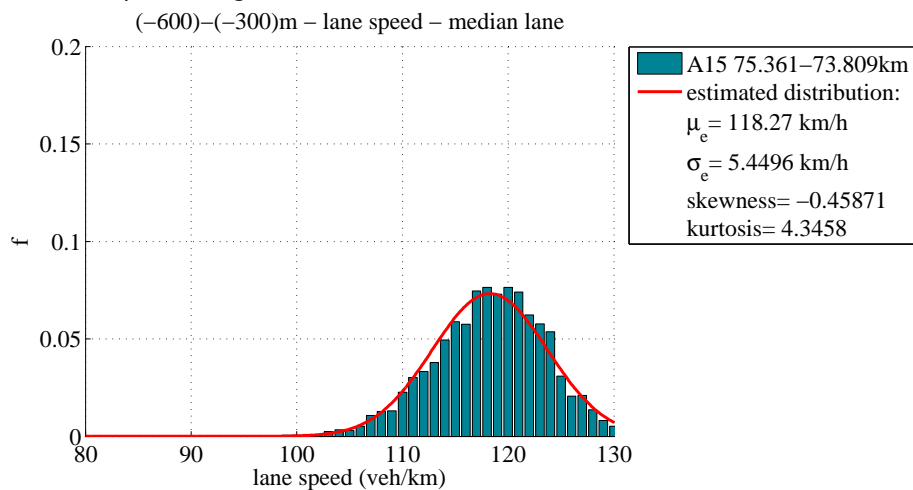 (−600)−(−300)m − lane speed − median lane
0.2
0.15
0.1
0.05
0
f
80 90 100 110 120 130
lane speed (veh/km)
A15 75.361−73.809km
estimated distribution:
μe= 118.27 km/h
σe= 5.4496 km/h
skewness= −0.45871
kurtosis= 4.3458